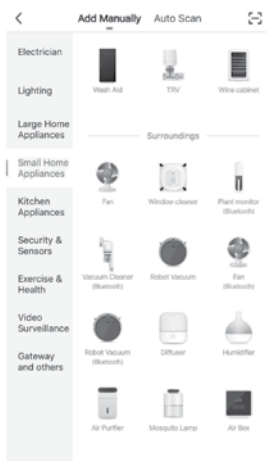 Add Manually Auto Scan
Electrician
Lighting
Large Home
Appliances
Small Home
Appliances
Kitchen
Appliances
Security &
Sensors
Exercise &
Health
Video
Surveillance
Gateway
and others
Wash Aid TRV Wine cabinet
Surroundings
Fan Window cleaner Plant monitor
(Bluetooth)
Vacuum Cleaner Robot Vacuum Fan
(Bluetooth) (Bluetooth)
Robot Vacuum Diffuser Humidifier
(Bluetooth)
Air Purifier Mosquito Lamp Air Box